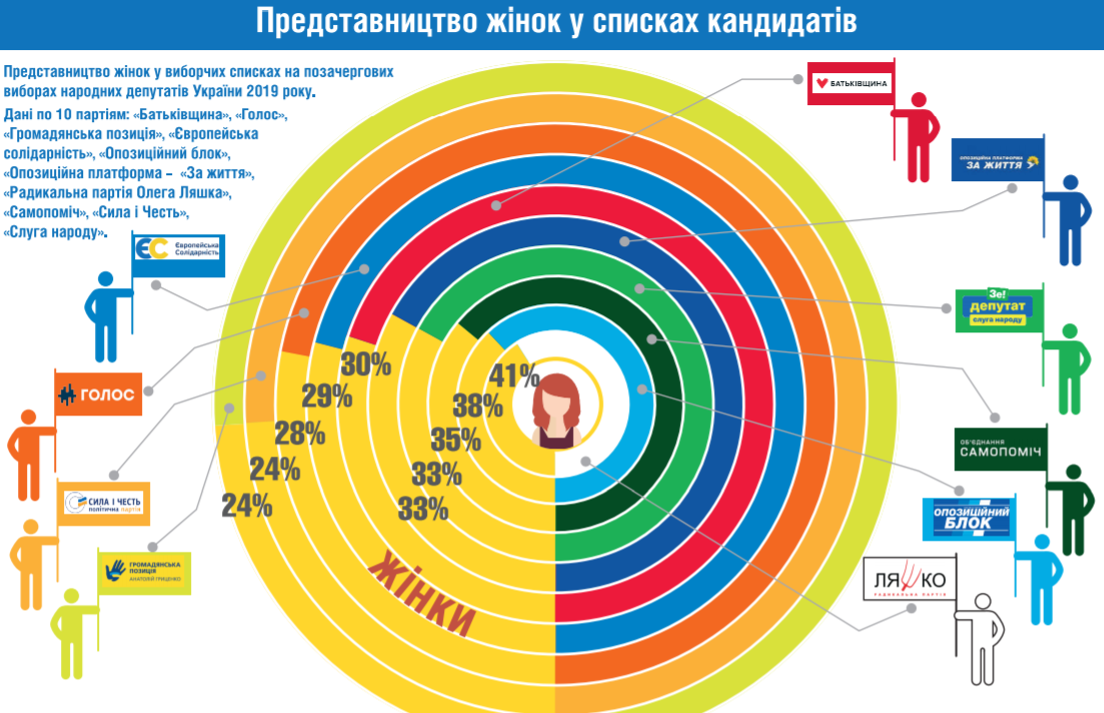 Представництво жінок у списках кандидатів
Представництво жінок у виборчих списках на позачергових
виборах народних депутатів України 2019 року.
Дані по 10 партіям: «Батьківщина», «Голос»,
«Громадянська позиція», «Європейська
солідарність», «Опозиційний блок»,
«Опозиційна платформа – «За життя»,
«Радикальна партія Олега Ляшка»,
«Самопоміч», «Сила і Честь»,
«Слуга народу».
БАТЬКІВЩИНА
ОПОЗИЦІЙНА ПЛАТФОРМА
ЗА ЖИТТЯ
ЄС Європейська
Солідарність
Зе!
депутат
слуга народу
ГОЛОС
ОБ'ЄДНАННЯ
САМОПОМІЧ
СИЛА І ЧЕСТЬ
політична партія
ОПОЗИЦІЙНИЙ
БЛОК
ГРОМАДЯНСЬКА
ПОЗИЦІЯ
АНАТОЛІЙ ГРИЦЕНКО
ЛЯШКО
РАДИКАЛЬНА ПАРТІЯ
41%
30%
38%
29%
35%
28%
33%
24%
33%
24%
ЖІНКИ